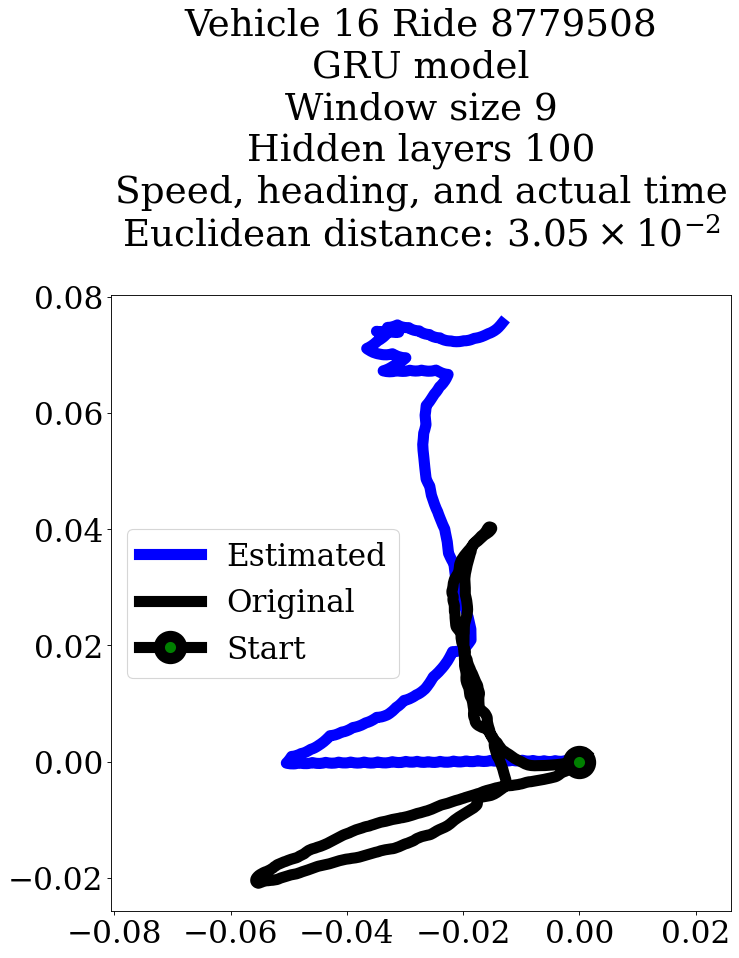 Vehicle 16 Ride 8779508
GRU model
Window size 9
Hidden layers 100
Speed, heading, and actual time
Euclidean distance: 3.05 × 10⁻²
0.08
0.06
0.04
0.02
0.00
−0.02
Estimated
Original
Start
−0.08 −0.06 −0.04 −0.02 0.00 0.02